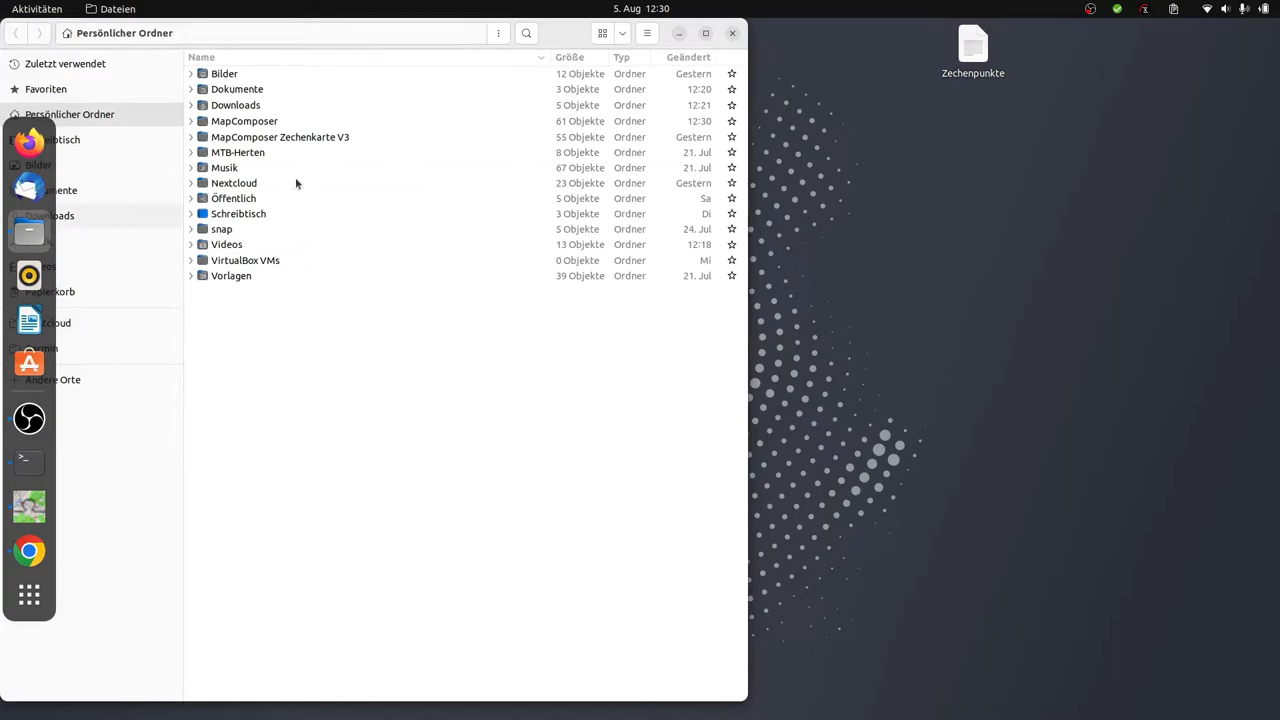 Aktivitäten Dateien 5. Aug 12:30
Persönlicher Ordner
Name Größe Typ Geändert
Zuletzt verwendet
Favoriten
Persönlicher Ordner
Bilder
Andere Orte
Bilder 12 Objekte Ordner Gestern
Dokumente 3 Objekte Ordner 12:20
Downloads 5 Objekte Ordner 12:21
MapComposer 61 Objekte Ordner 12:30
MapComposer Zechenkarte V3 55 Objekte Ordner Gestern
MTB-Herten 8 Objekte Ordner 21. Jul
Musik 67 Objekte Ordner 21. Jul
Nextcloud 23 Objekte Ordner Gestern
Öffentlich 5 Objekte Ordner Sa
Schreibtisch 3 Objekte Ordner Di
snap 5 Objekte Ordner 24. Jul
Videos 13 Objekte Ordner 12:18
VirtualBox VMs 0 Objekte Ordner Mi
Vorlagen 39 Objekte Ordner 21. Jul
Zechenpunkte